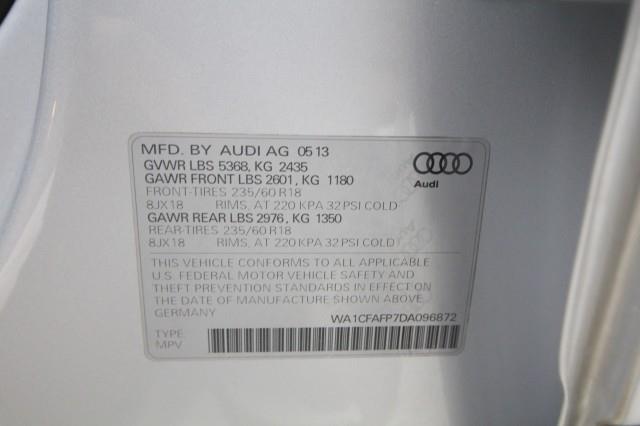 MFD. BY AUDI AG 05 13
GVWR LBS 5368, KG 2435
GAWR FRONT LBS 2601, KG 1180
FRONT-TIRES 235/60 R18
8JX18 RIMS, AT 220 KPA 32 PSI COLD
GAWR REAR LBS 2976, KG 1350
REAR-TIRES 235/60 R18
8JX18 RIMS, AT 220 KPA 32 PSI COLD
Audi
THIS VEHICLE CONFORMS TO ALL APPLICABLE
U.S. FEDERAL MOTOR VEHICLE SAFETY AND
THEFT PREVENTION STANDARDS IN EFFECT ON
THE DATE OF MANUFACTURE SHOWN ABOVE,
GERMANY WA1CFAFP7DA096872
TYPE:
MPV